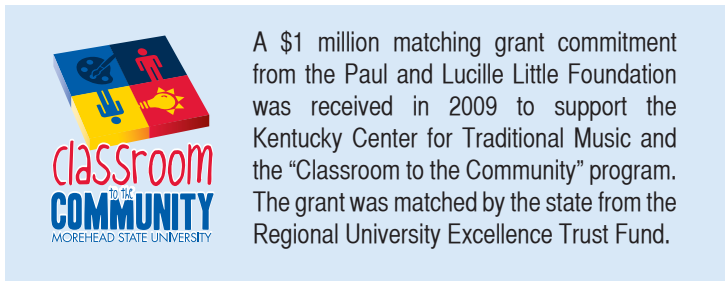 classroom
to the
COMMUNITY
MOREHEAD STATE UNIVERSITY
A $1 million matching grant commitment
from the Paul and Lucille Little Foundation
was received in 2009 to support the
Kentucky Center for Traditional Music and
the “Classroom to the Community” program.
The grant was matched by the state from the
Regional University Excellence Trust Fund.